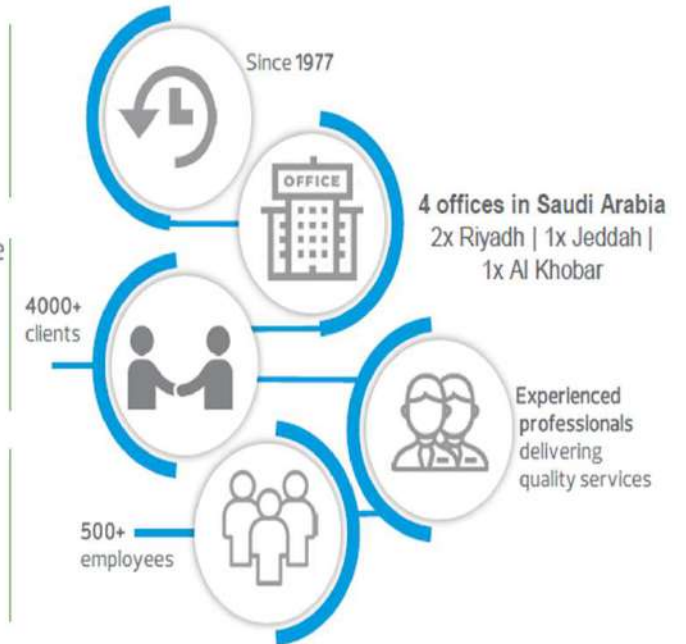 Since 1977
OFFICE
4 offices in Saudi Arabia
2x Riyadh | 1x Jeddah |
1x Al Khobar
e
4000+
clients
Experienced
professionals
delivering
quality services
500+
employees